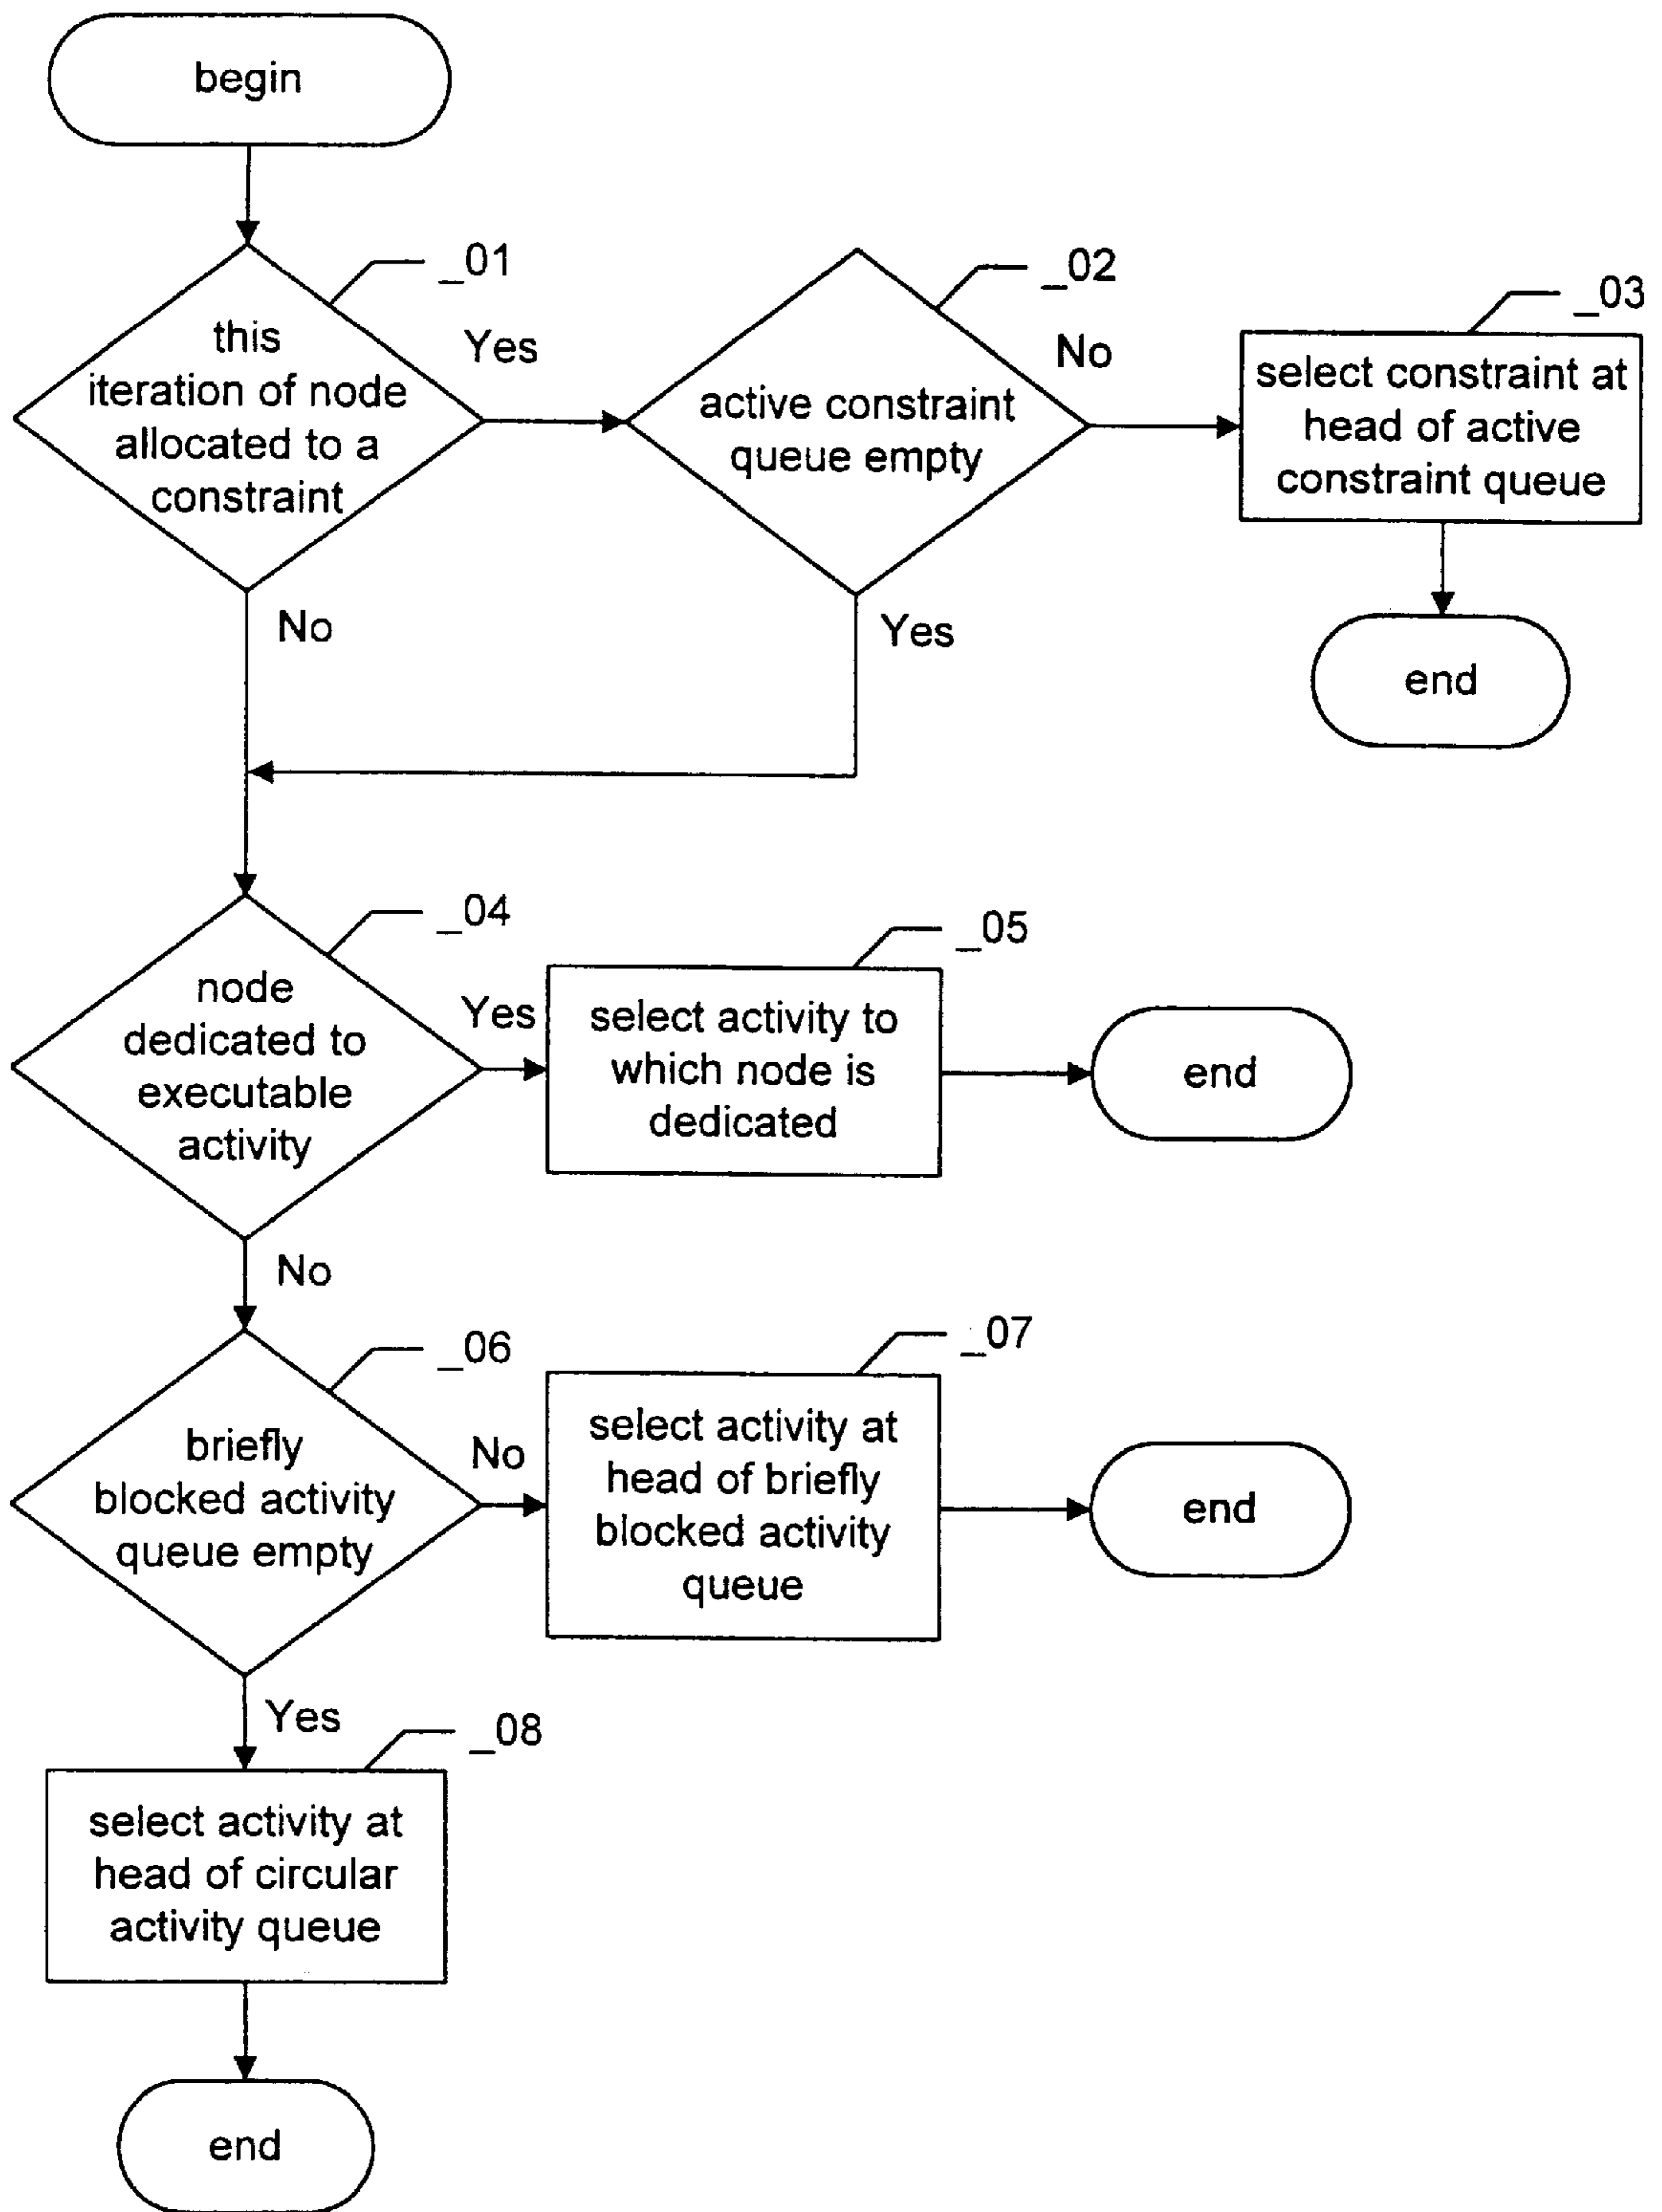 begin
_01
this
iteration of node
allocated to a
constraint
Yes
_02
active constraint
queue empty
No
_03
select constraint at
head of active
constraint queue
No
Yes
end
_04
node
dedicated to
executable
activity
Yes
_05
select activity to
which node is
dedicated
end
No
_06
briefly
blocked activity
queue empty
No
_07
select activity at
head of briefly
blocked activity
queue
end
Yes
_08
select activity at
head of circular
activity queue
end